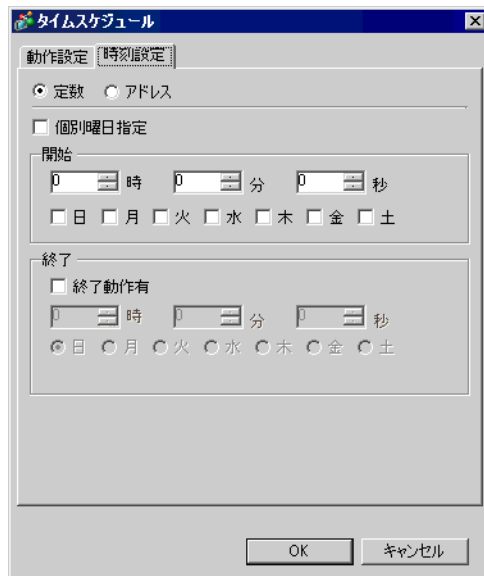 タイムスケジュール
動作設定 時刻設定
定数 アドレス
個別曜日指定
開始
0 時 0 分 0 秒
日 月 火 水 木 金 土
終了
終了動作有
0 時 0 分 0 秒
日 月 火 水 木 金 土
OK キャンセル